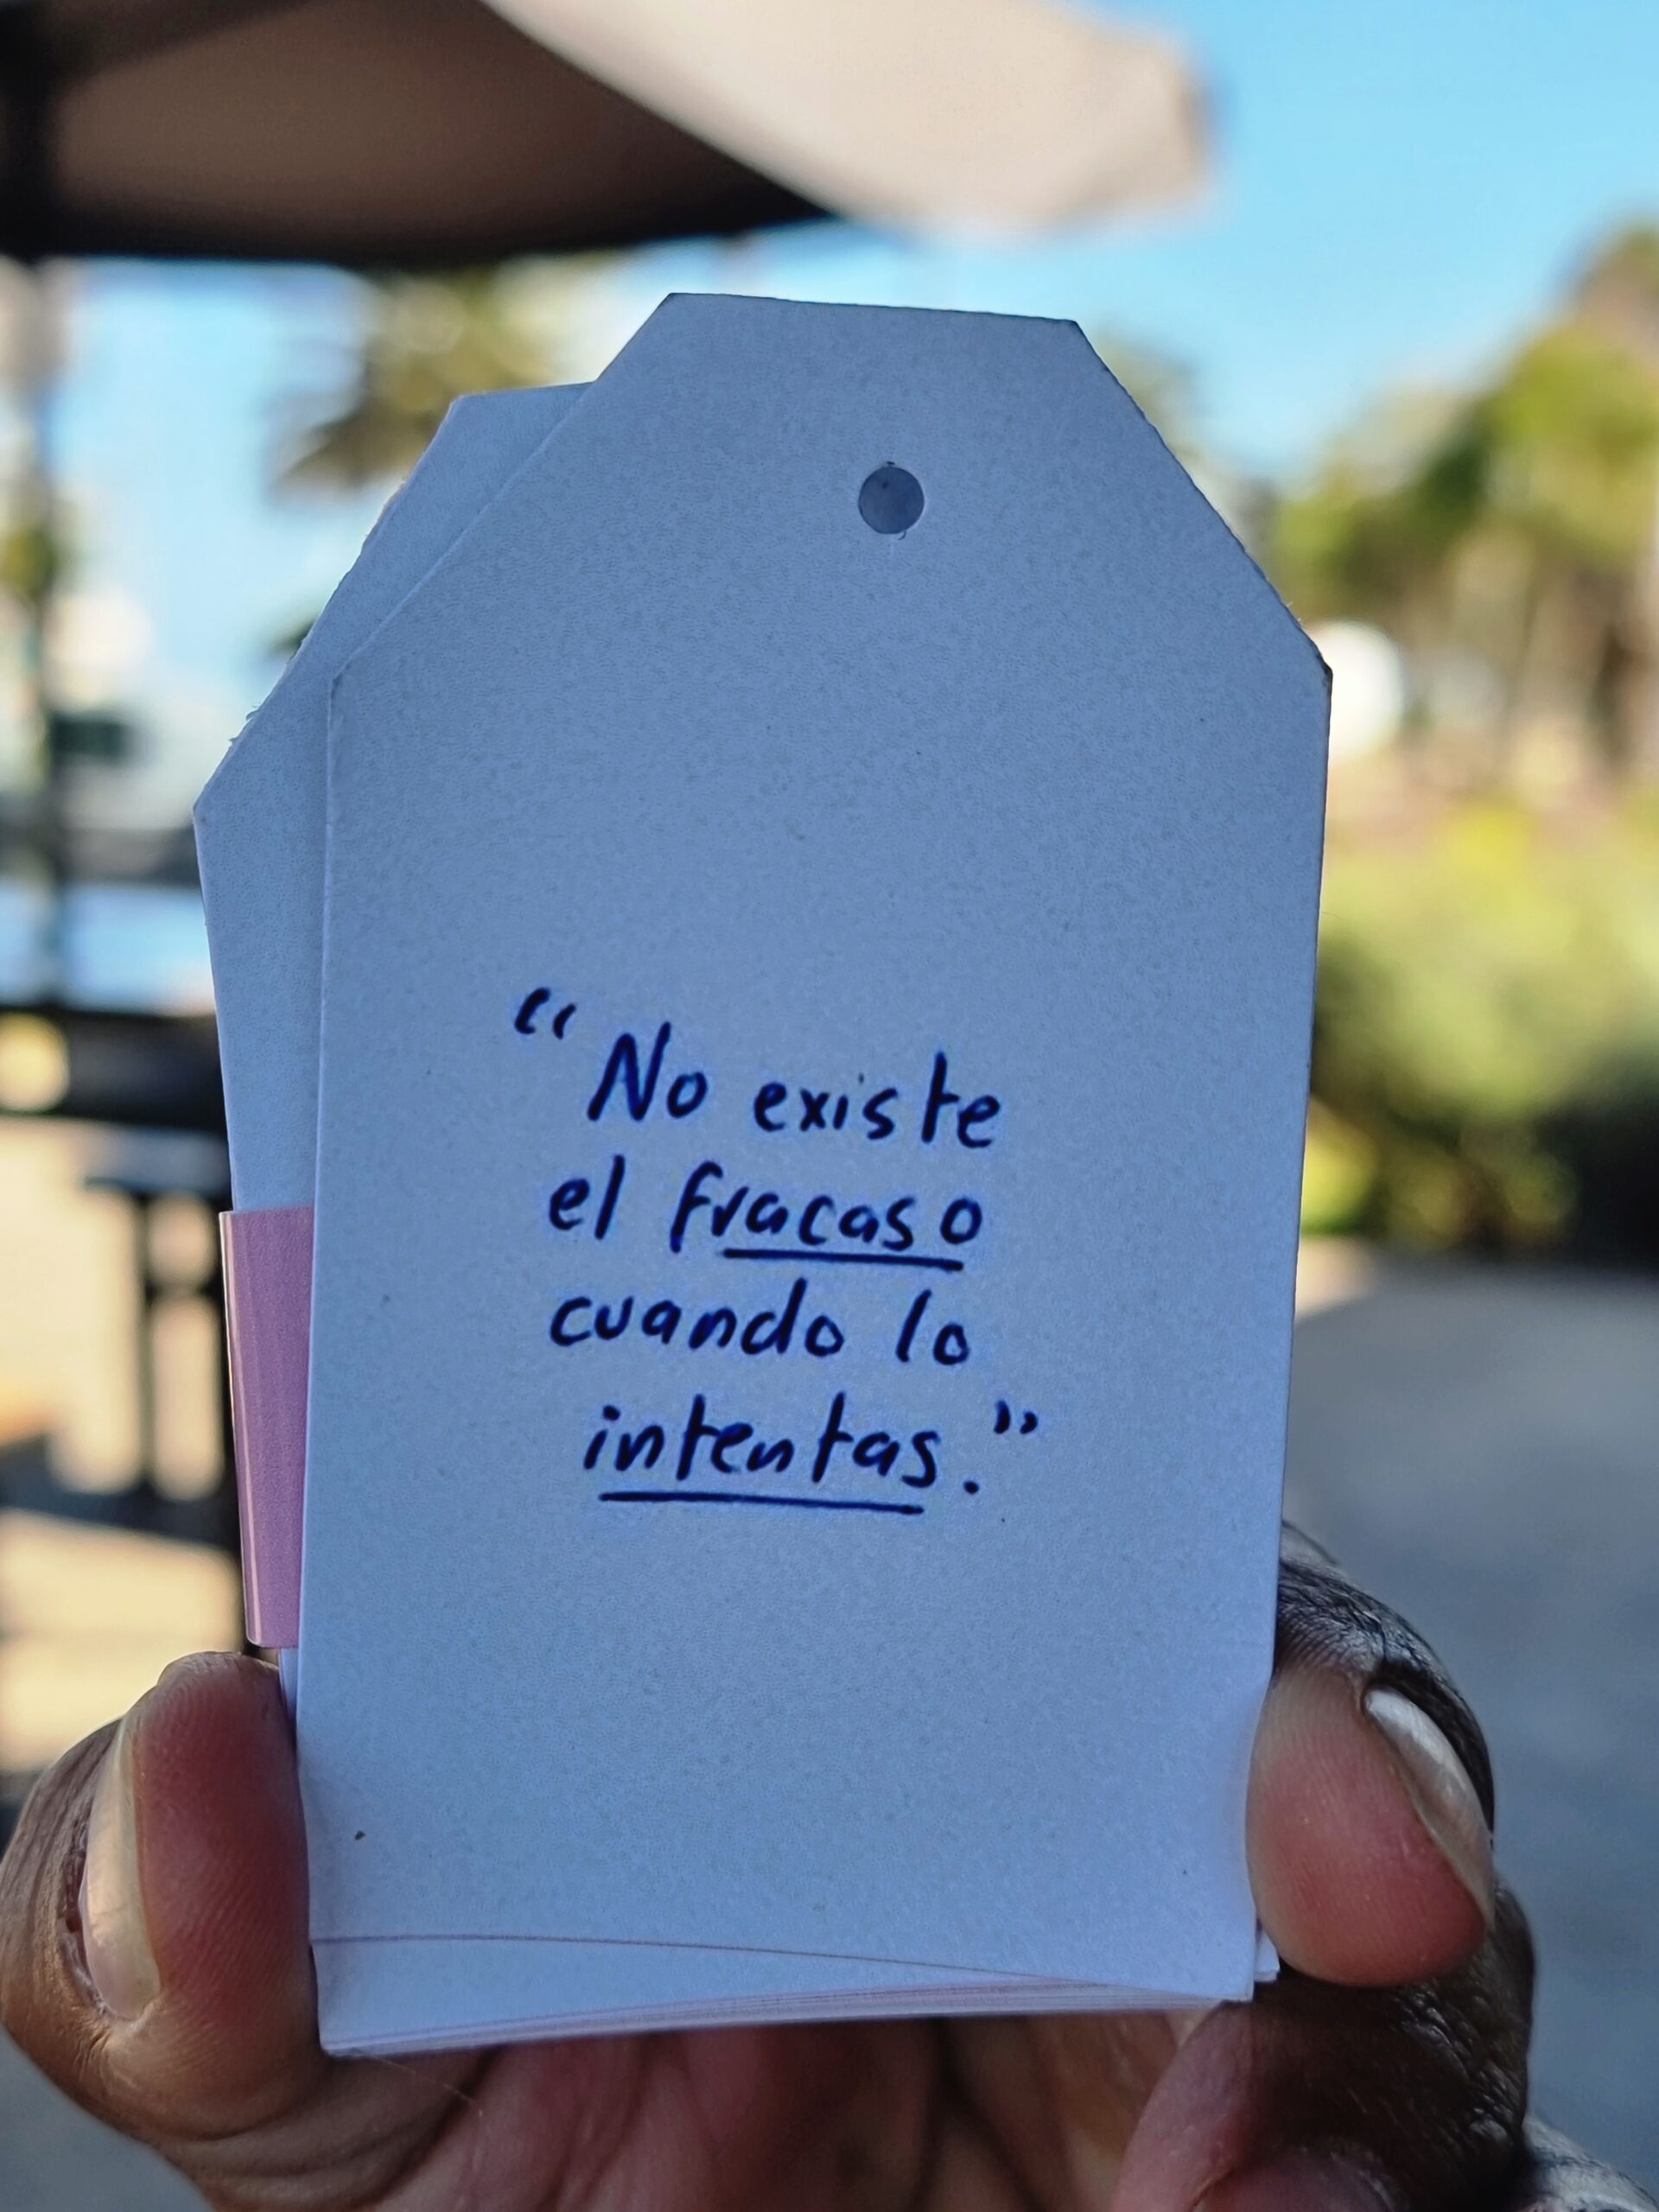 “No existe
el fracaso
cuando lo
intentas.”